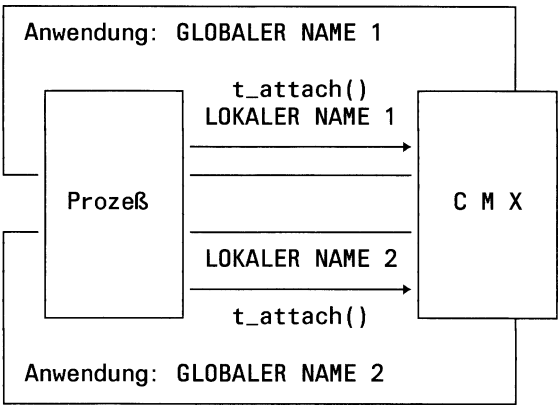 Anwendung: GLOBALER NAME 1
t_attach()
LOKALER NAME 1
Prozeß
C M X
LOKALER NAME 2
t_attach()
Anwendung: GLOBALER NAME 2